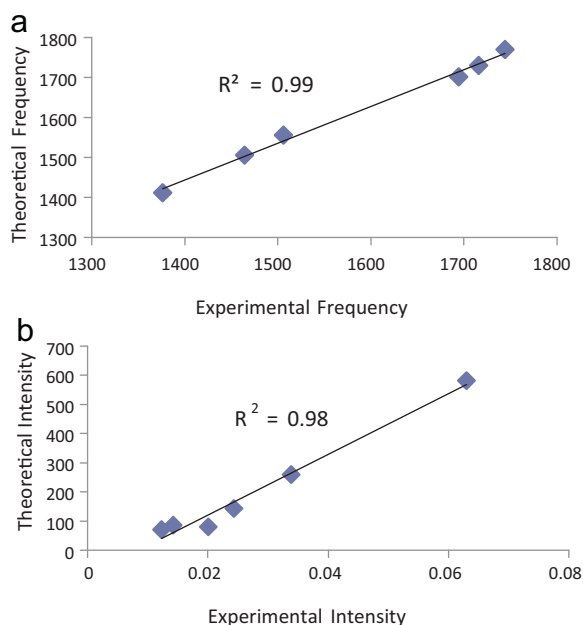 a
1800
1700
1600
1500
1400
1300
Theoretical Frequency
R² = 0.99
1300 1400 1500 1600 1700 1800
Experimental Frequency
b
700
600
500
400
300
200
100
0
Theoretical Intensity
R² = 0.98
0 0.02 0.04 0.06 0.08
Experimental Intensity